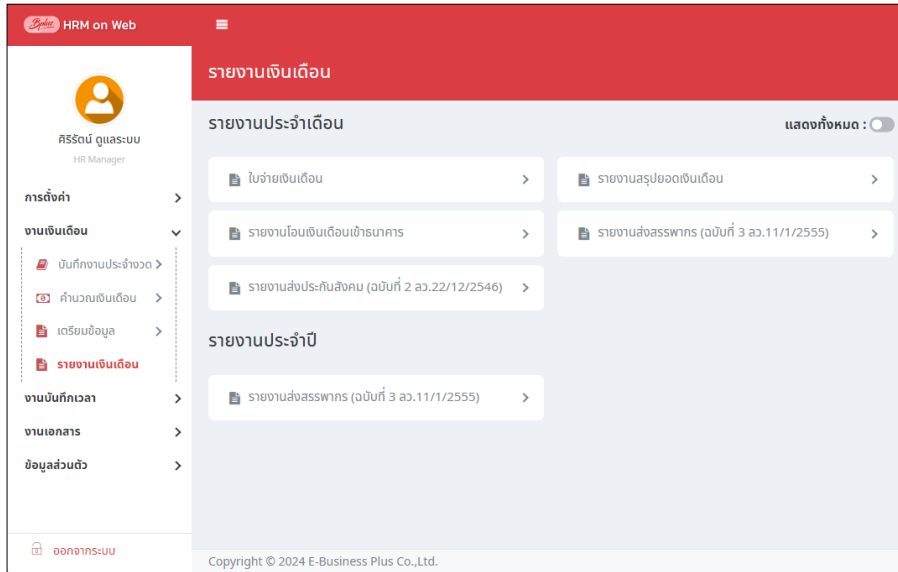 Bplus HRM on Web
รายงานเงินเดือน
ศิริรัตน์ ดูแลระบบ
HR Manager
การตั้งค่า
งานเงินเดือน
บันทึกงานประจำงวด
คำนวณเงินเดือน
เตรียมข้อมูล
รายงานเงินเดือน
งานบันทึกเวลา
งานเอกสาร
ข้อมูลส่วนตัว
ออกจากระบบ
รายงานประจำเดือน
แสดงทั้งหมด :
ใบจ่ายเงินเดือน
รายงานสรุปยอดเงินเดือน
รายงานโอนเงินเดือนเข้าธนาคาร
รายงานส่งสรรพากร (ฉบับที่ 3 ลว.11/1/2555)
รายงานส่งประกันสังคม (ฉบับที่ 2 ลว.22/12/2546)
รายงานประจำปี
รายงานส่งสรรพากร (ฉบับที่ 3 ลว.11/1/2555)
Copyright © 2024 E-Business Plus Co.,Ltd.